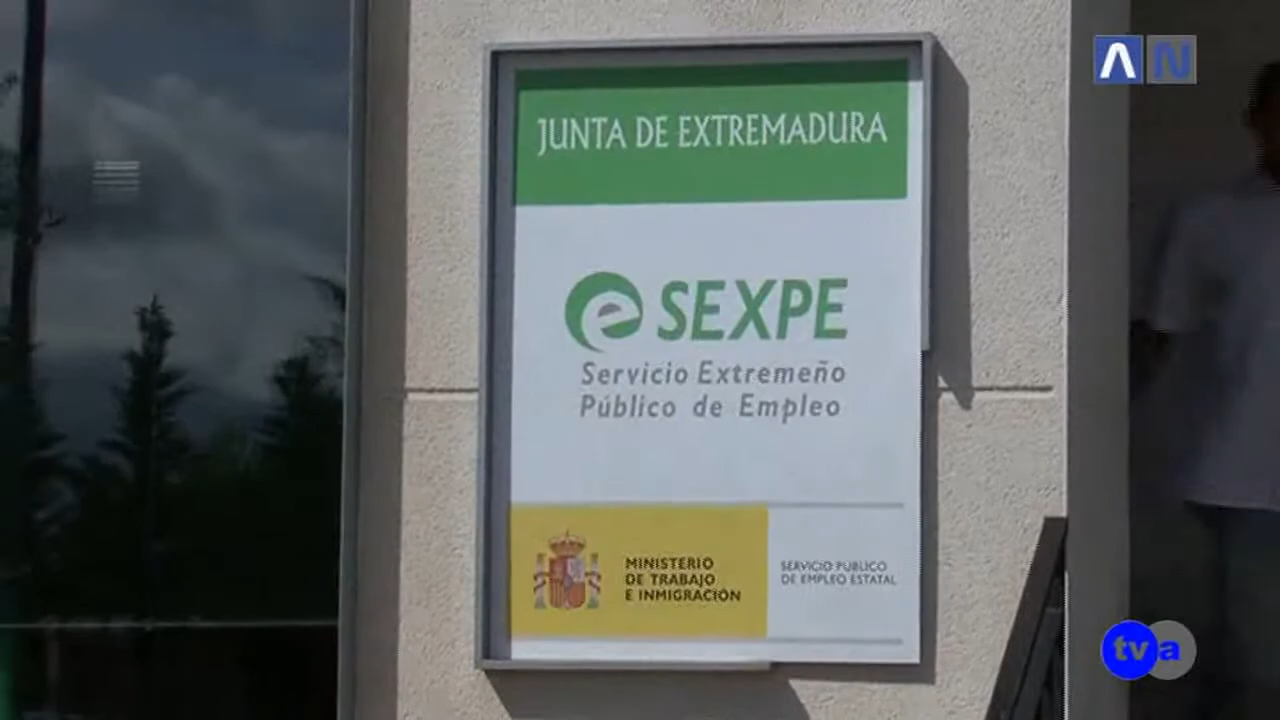 AN
JUNTA DE EXTREMADURA
e SEXPE
Servicio Extremeño
Público de Empleo
MINISTERIO
DE TRABAJO
E INMIGRACIÓN
SERVICIO PÚBLICO
DE EMPLEO ESTATAL
tva